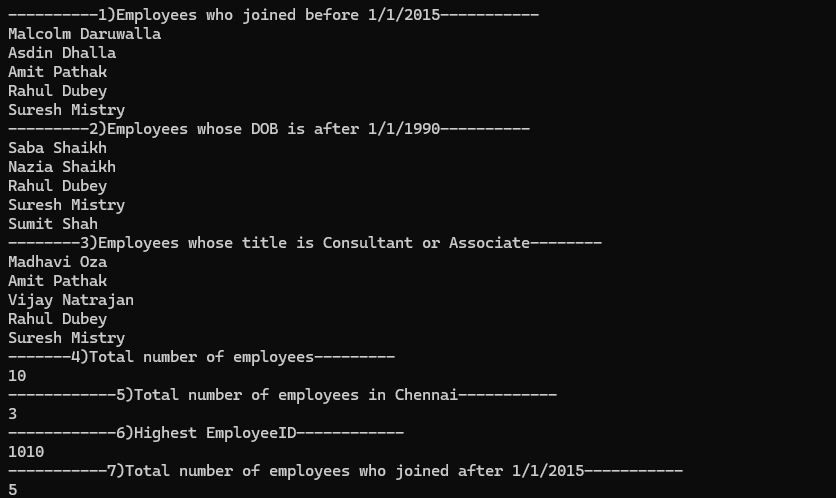 ----------1)Employees who joined before 1/1/2015-----------
Malcolm Daruwalla
Asdin Dhalla
Amit Pathak
Rahul Dubey
Suresh Mistry
---------2)Employees whose DOB is after 1/1/1990----------
Saba Shaikh
Nazia Shaikh
Rahul Dubey
Suresh Mistry
Sumit Shah
--------3)Employees whose title is Consultant or Associate--------
Madhavi Oza
Amit Pathak
Vijay Natrajan
Rahul Dubey
Suresh Mistry
-------4)Total number of employees---------
10
------------5)Total number of employees in Chennai-----------
3
------------6)Highest EmployeeID------------
1010
-----------7)Total number of employees who joined after 1/1/2015-----------
5